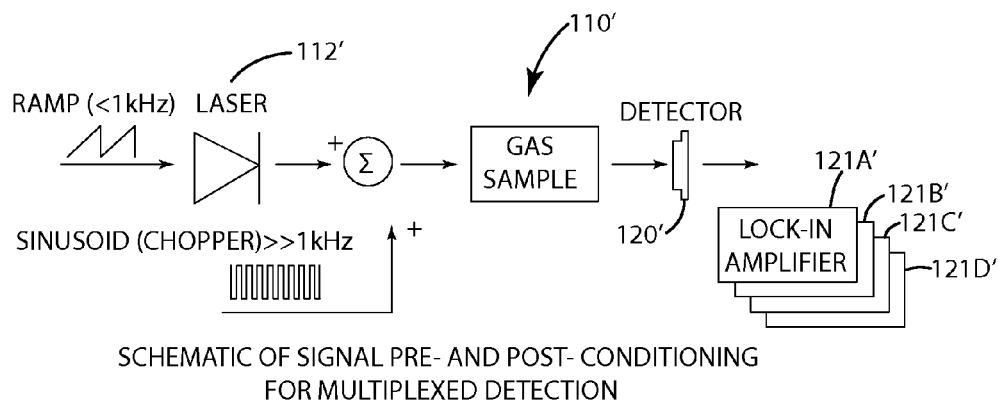 110'
112'
RAMP (<1kHz) LASER
DETECTOR
+
Σ
GAS
SAMPLE
121A'
121B'
121C'
121D'
SINUSOID (CHOPPER)>>1kHz
+
120'
LOCK-IN
AMPLIFIER
SCHEMATIC OF SIGNAL PRE- AND POST- CONDITIONING
FOR MULTIPLEXED DETECTION